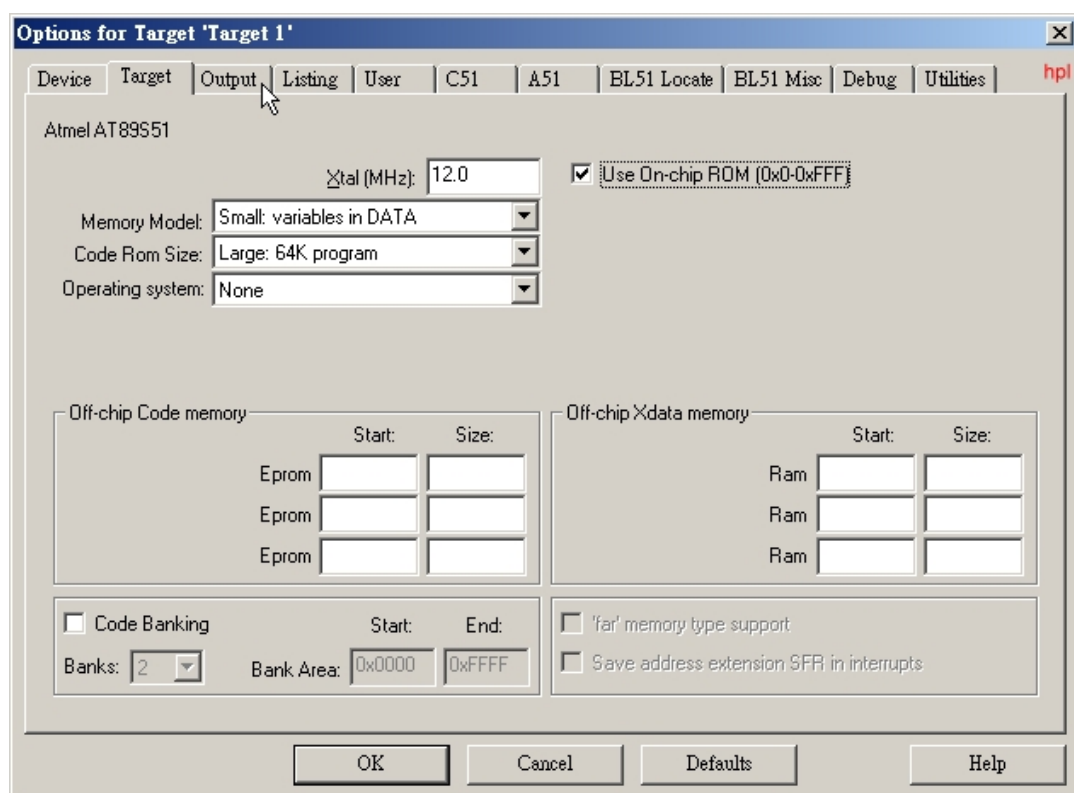 Options for Target 'Target 1'
Device Target Output Listing User C51 A51 BL51 Locate BL51 Misc Debug Utilities
hpl
Atmel AT89S51
Xtal (MHz): 12.0 Use On-chip ROM (0x0-0xFFF)
Memory Model: Small: variables in DATA
Code Rom Size: Large: 64K program
Operating system: None
Off-chip Code memory
Start: Size:
Eprom
Eprom
Eprom
Off-chip Xdata memory
Start: Size:
Ram
Ram
Ram
Code Banking Start: End:
Banks: 2 Bank Area: 0x0000 0xFFFF
'far' memory type support
Save address extension SFR in interrupts
OK Cancel Defaults Help